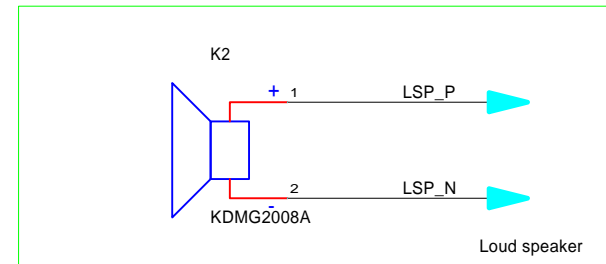 K2
+ 1 LSP_P
2 LSP_N
-
KDMG2008A
Loud speaker